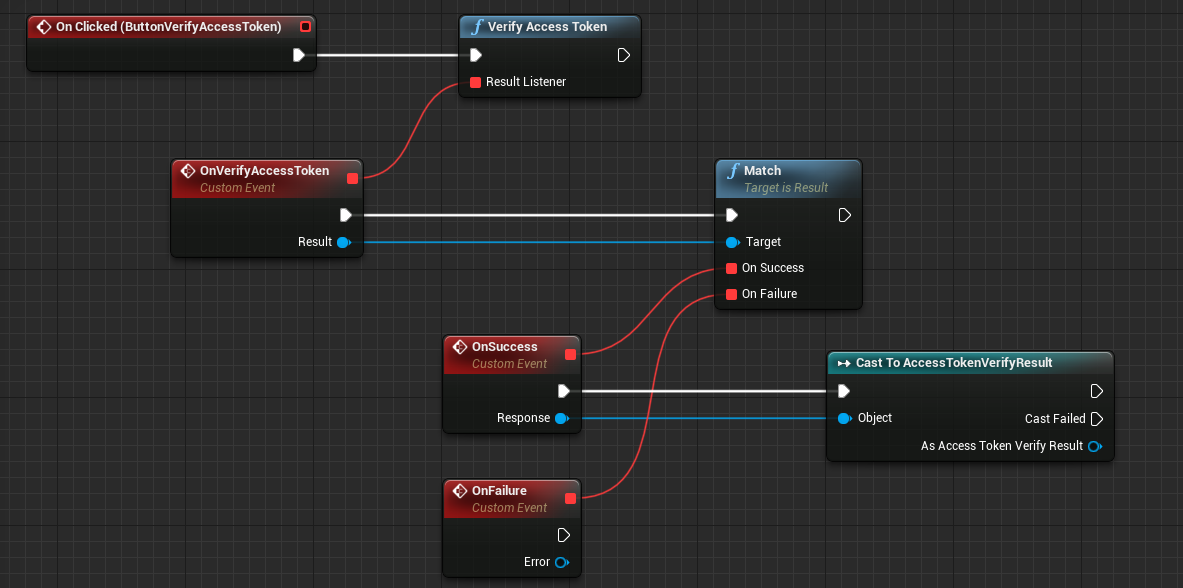 On Clicked (ButtonVerifyAccessToken)
f Verify Access Token
Result Listener
OnVerifyAccessToken
Custom Event
Result
f Match
Target is Result
Target
On Success
On Failure
OnSuccess
Custom Event
Response
Cast To AccessTokenVerifyResult
Object
Cast Failed
As Access Token Verify Result
OnFailure
Custom Event
Error